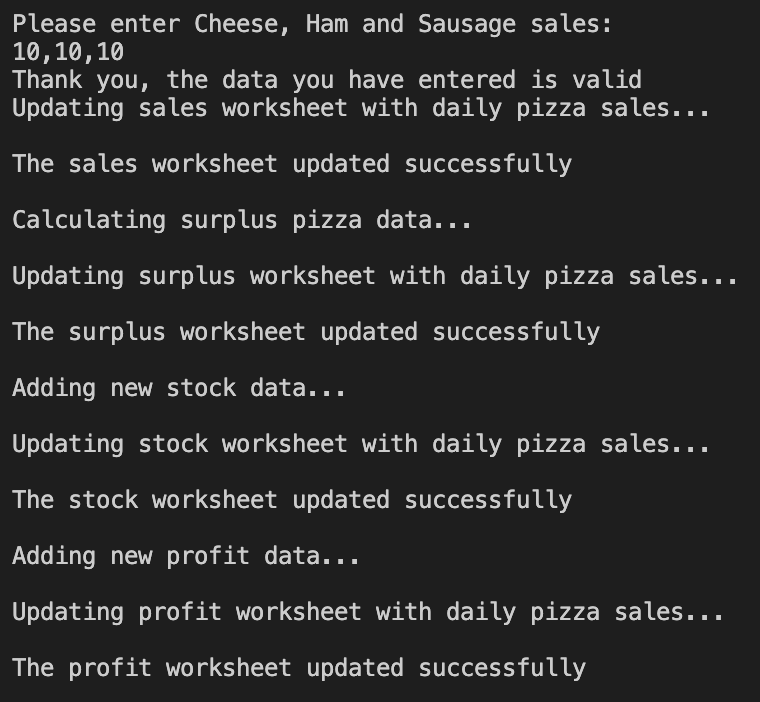 Please enter Cheese, Ham and Sausage sales:
10,10,10
Thank you, the data you have entered is valid
Updating sales worksheet with daily pizza sales...
The sales worksheet updated successfully
Calculating surplus pizza data...
Updating surplus worksheet with daily pizza sales...
The surplus worksheet updated successfully
Adding new stock data...
Updating stock worksheet with daily pizza sales...
The stock worksheet updated successfully
Adding new profit data...
Updating profit worksheet with daily pizza sales...
The profit worksheet updated successfully